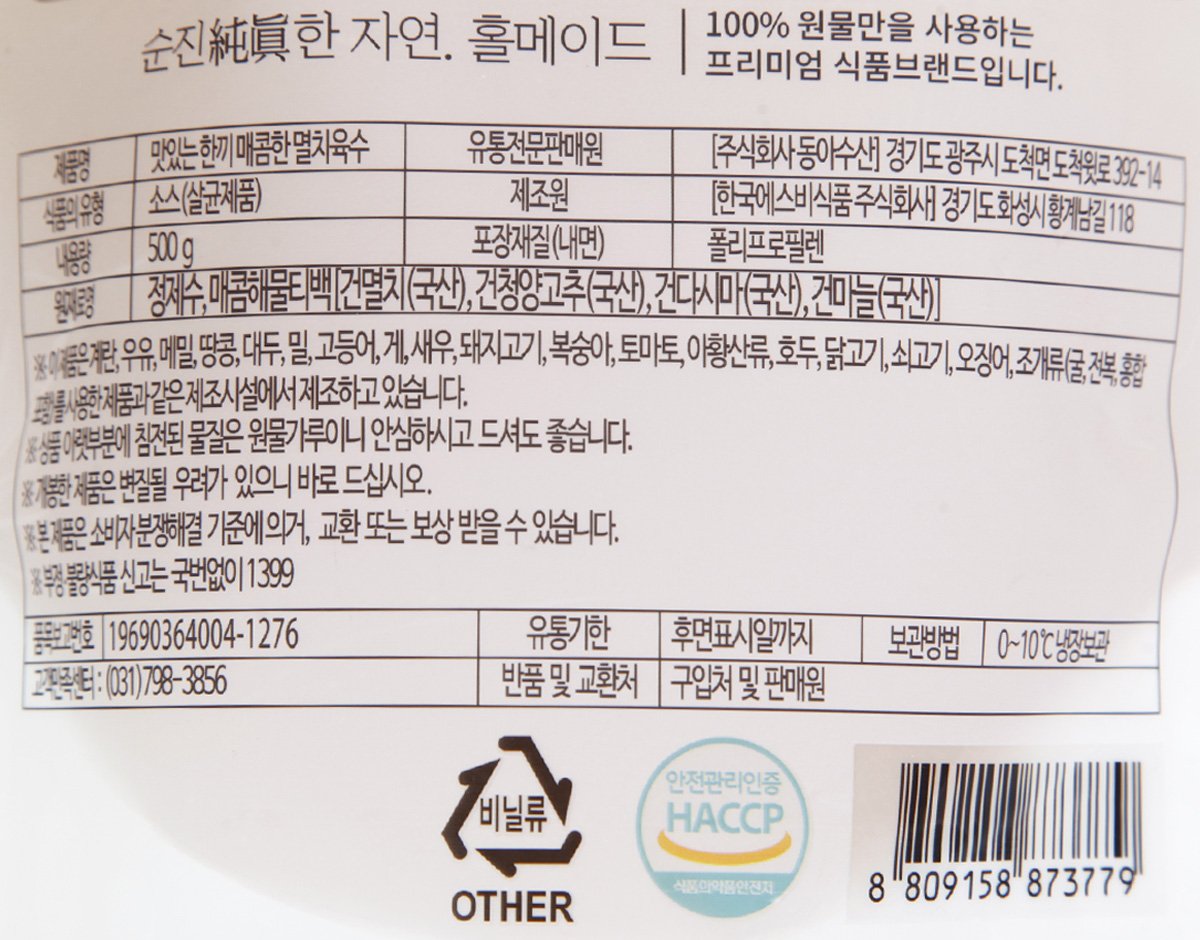 순진純眞한 자연. 홀메이드
100% 원물만을 사용하는
프리미엄 식품브랜드입니다.
제품명 맛있는 한끼 매콤한 멸치육수 유통전문판매원 [주식회사 동아수산] 경기도 광주시 도척면 도척윗로 392-14
식품의 유형 소스(살균제품) 제조원 [한국에스비식품 주식회사] 경기도 화성시 황계남길 118
내용량 500 g 포장재질(내면) 폴리프로필렌
원재료명 정제수, 매콤해물티백[건멸치(국산), 건청양고추(국산), 건다시마(국산), 건마늘(국산)]
※이 제품은 계란, 우유, 메밀, 땅콩, 대두, 밀, 고등어, 게, 새우, 돼지고기, 복숭아, 토마토, 아황산류, 호두, 닭고기, 쇠고기, 오징어, 조개류(굴, 전복, 홍합
포함)를 사용한 제품과 같은 제조시설에서 제조하고 있습니다.
※상품 아랫부분에 침전된 물질은 원물가루이니 안심하시고 드셔도 좋습니다.
※개봉한 제품은 변질될 우려가 있으니 바로 드십시오.
※본 제품은 소비자분쟁해결 기준에 의거, 교환 또는 보상 받을 수 있습니다.
※부정·불량식품 신고는 국번없이 1399
품목보고번호 19690364004-1276 유통기한 후면표시일까지 보관방법 0~10℃ 냉장보관
고객만족센터 : (031)798-3856 반품 및 교환처 구입처 및 판매원
비닐류
OTHER
안전관리인증
HACCP
식품의약품안전처
8 809158 873779